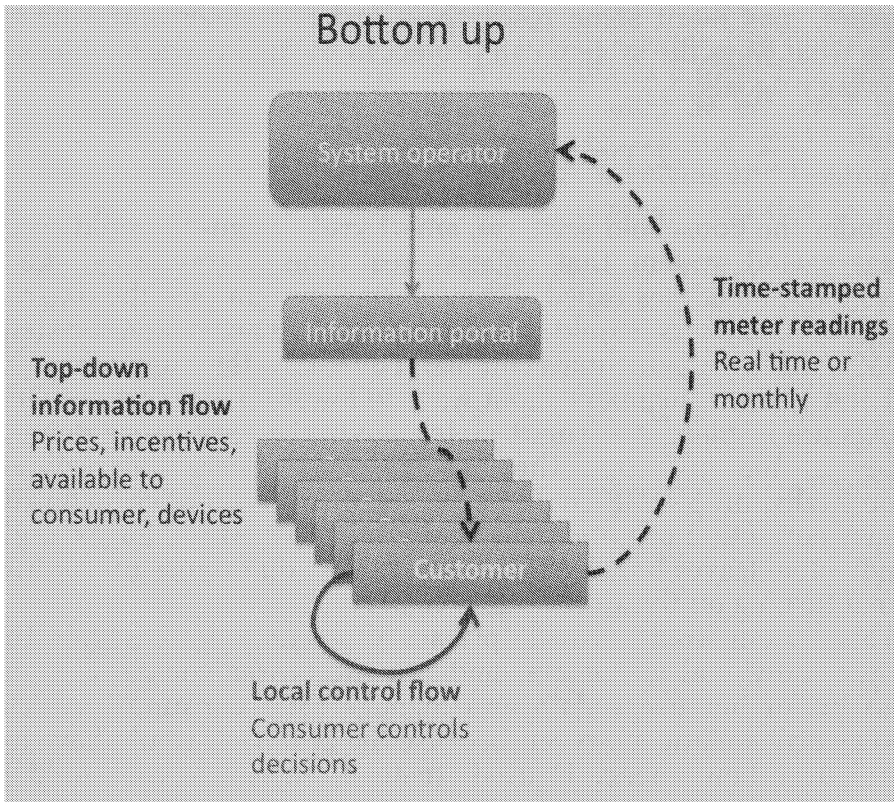 Bottom up
System operator
Information portal
Time-stamped
meter readings
Real time or
monthly
Top-down
information flow
Prices, incentives,
available to
consumer, devices
Customer
Local control flow
Consumer controls
decisions